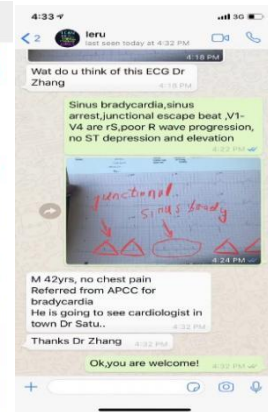 4:33
3G
2
leru
last seen today at 4:32 PM
4:16 PM
Wat do u think of this ECG Dr
Zhang
4:16 PM
Sinus bradycardia,sinus
arrest,junctional escape beat ,V1-
V4 are rS,poor R wave progression,
no ST depression and elevation
4:23 PM
junctional
sinus brady
4:24 PM
M 42yrs, no chest pain
Referred from APCC for
bradycardia
He is going to see cardiologist in
town Dr Satu..
4:32 PM
Thanks Dr Zhang
4:32 PM
Ok,you are welcome!
4:32 PM